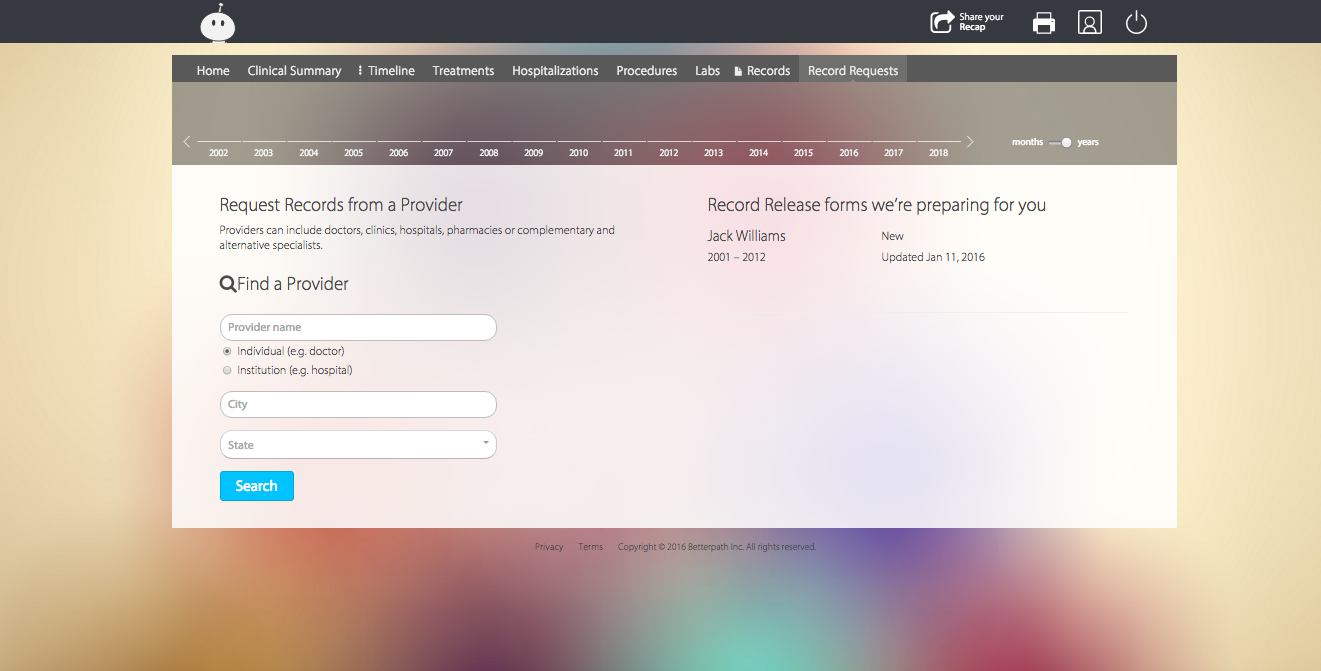 Share your
Recap
Home Clinical Summary Timeline Treatments Hospitalizations Procedures Labs Records Record Requests
2002 2003 2004 2005 2006 2007 2008 2009 2010 2011 2012 2013 2014 2015 2016 2017 2018
months years
Request Records from a Provider
Providers can include doctors, clinics, hospitals, pharmacies or complementary and
alternative specialists.
Find a Provider
Provider name
Individual (e.g. doctor)
Institution (e.g. hospital)
City
State
Search
Record Release forms we're preparing for you
Jack Williams New
2001 – 2012 Updated Jan 11, 2016
Privacy Terms Copyright © 2016 Betterpath Inc. All rights reserved.